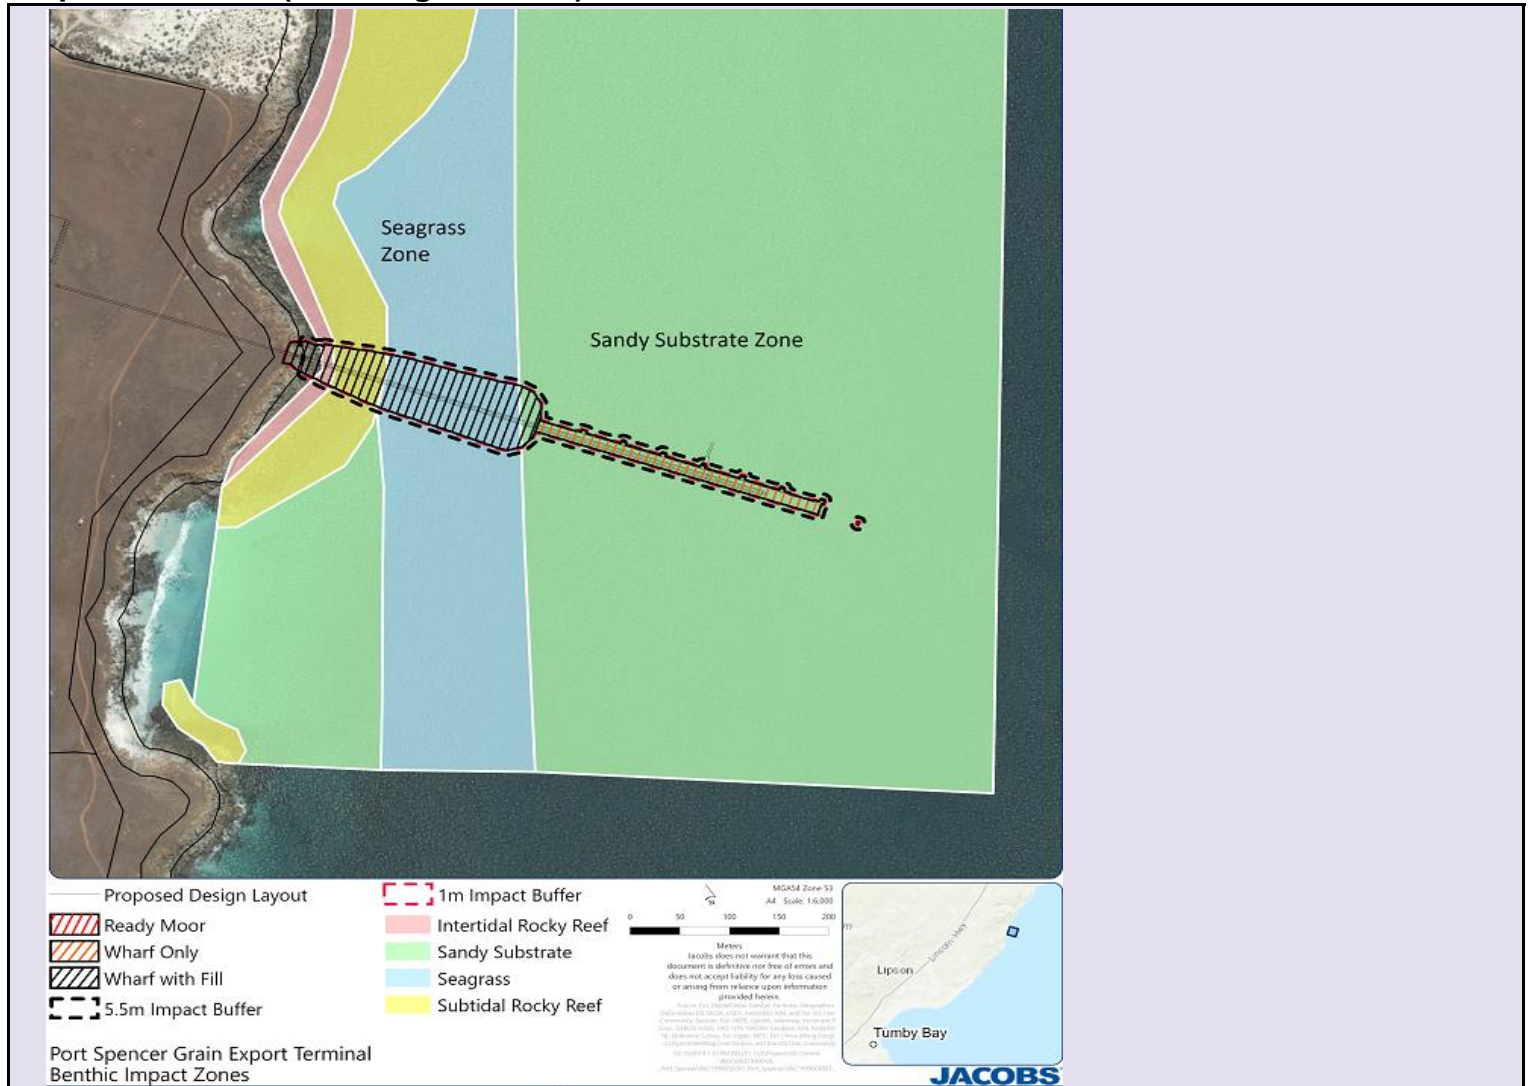 Seagrass
Zone
Sandy Substrate Zone
Proposed Design Layout
Ready Moor
Wharf Only
Wharf with Fill
5.5m Impact Buffer
1m Impact Buffer
Intertidal Rocky Reef
Sandy Substrate
Seagrass
Subtidal Rocky Reef
N
MGA54 Zone 53
A4 Scale: 1:6,000
0 50 100 150 200
Meters
Jacobs does not warrant that this
document is definitive nor free of errors and
does not accept liability for any loss caused
or arising from reliance upon information
provided herein.
Lincoln Hwy
Lipson
Tumby Bay
Port Spencer Grain Export Terminal
Benthic Impact Zones
JACOBS